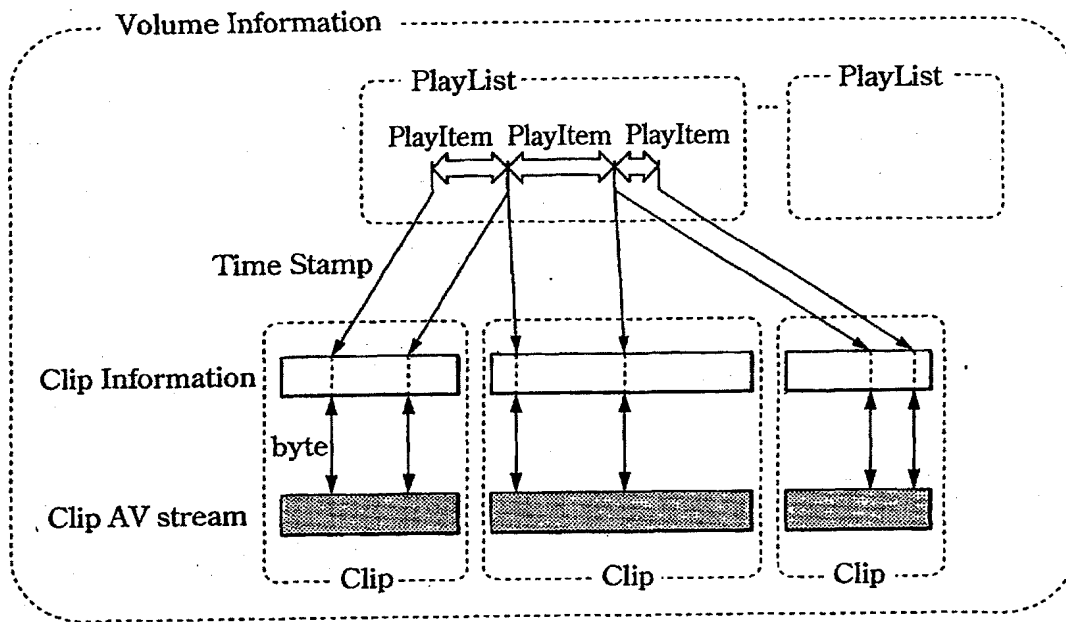 Volume Information
PlayList
PlayList
...
PlayItem PlayItem PlayItem
Time Stamp
Clip Information
byte
Clip AV stream
Clip
Clip
Clip